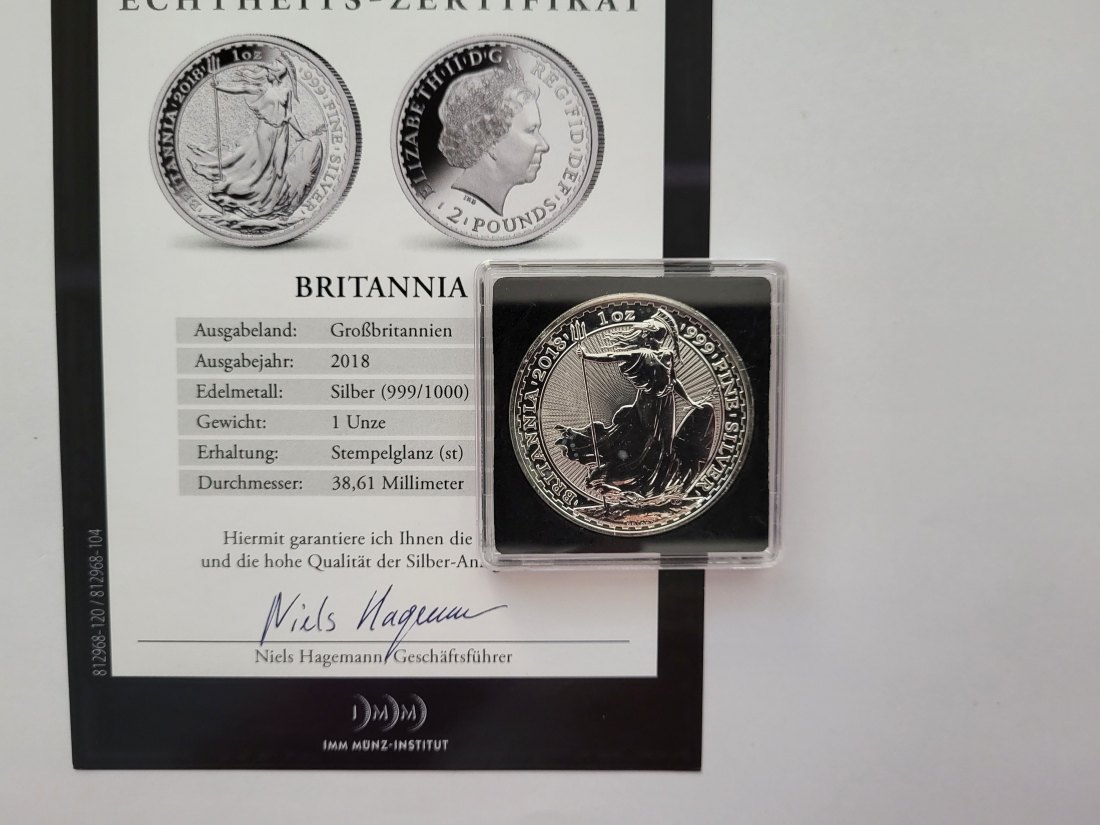 ECHTHEITS-ZERTIFIKAT
BRITANNIA · 2018 1oz · 999 · FINE · SILVER ·
ELIZABETH · II · D · G · REG · FID · DEF · 2 · POUNDS ·
IRB
BRITANNIA
Ausgabeland: Großbritannien
Ausgabejahr: 2018
Edelmetall: Silber (999/1000)
Gewicht: 1 Unze
Erhaltung: Stempelglanz (st)
Durchmesser: 38,61 Millimeter
Hiermit garantiere ich Ihnen die
und die hohe Qualität der Silber-An
Niels Hagemann
Niels Hagemann, Geschäftsführer
IMM
IMM MÜNZ-INSTITUT
812968-120 / 812968-104
BRITANNIA · 2018 1oz · 999 · FINE · SILVER ·